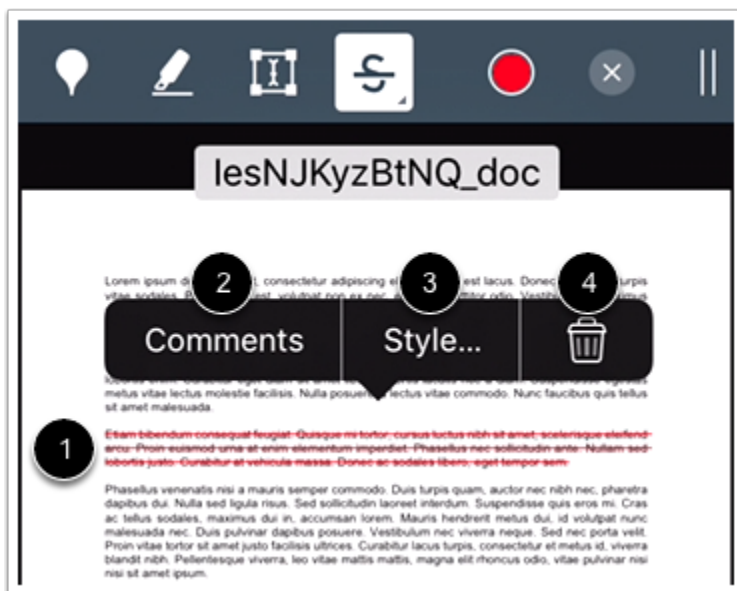 IesNJKyzBtNQ_doc
Lorem ipsum consectetur adipiscing est lacus. Donec turpis
2
3
4
Comments
Style...
metus vitae lectus molestie facilisis. Nulla lectus vitae commodo. Nunc faucibus quis tellus
sit amet malesuada.
1
Etiam bibendum consequat feugiat. Quisque mi tortor, cursus luctus nibh sit amet, scelerisque eleifend
arcu. Proin euismod urna at enim elementum imperdiet. Phasellus nec sollicitudin ante. Nullam sed
lobortis justo. Curabitur at vehicula massa. Donec ac sodales libero, eget tempor sem.
Phasellus venenatis nisi a mauris semper commodo. Duis turpis quam, auctor nec nibh nec, pharetra
dapibus dui. Nulla sed ligula risus. Sed sollicitudin laoreet interdum. Suspendisse quis eros mi. Cras
ac tellus sodales, maximus dui in, accumsan lorem. Mauris hendrerit metus dui, id volutpat nunc
malesuada nec. Duis pulvinar dapibus posuere. Vestibulum nec viverra neque. Sed nec porta velit.
Proin vitae tortor sit amet justo facilisis ultrices. Curabitur lacus turpis, consectetur et metus id, viverra
blandit nibh. Pellentesque viverra, leo vitae mattis mattis, magna elit rhoncus odio, vitae pulvinar nisi
nisi sit amet ipsum.